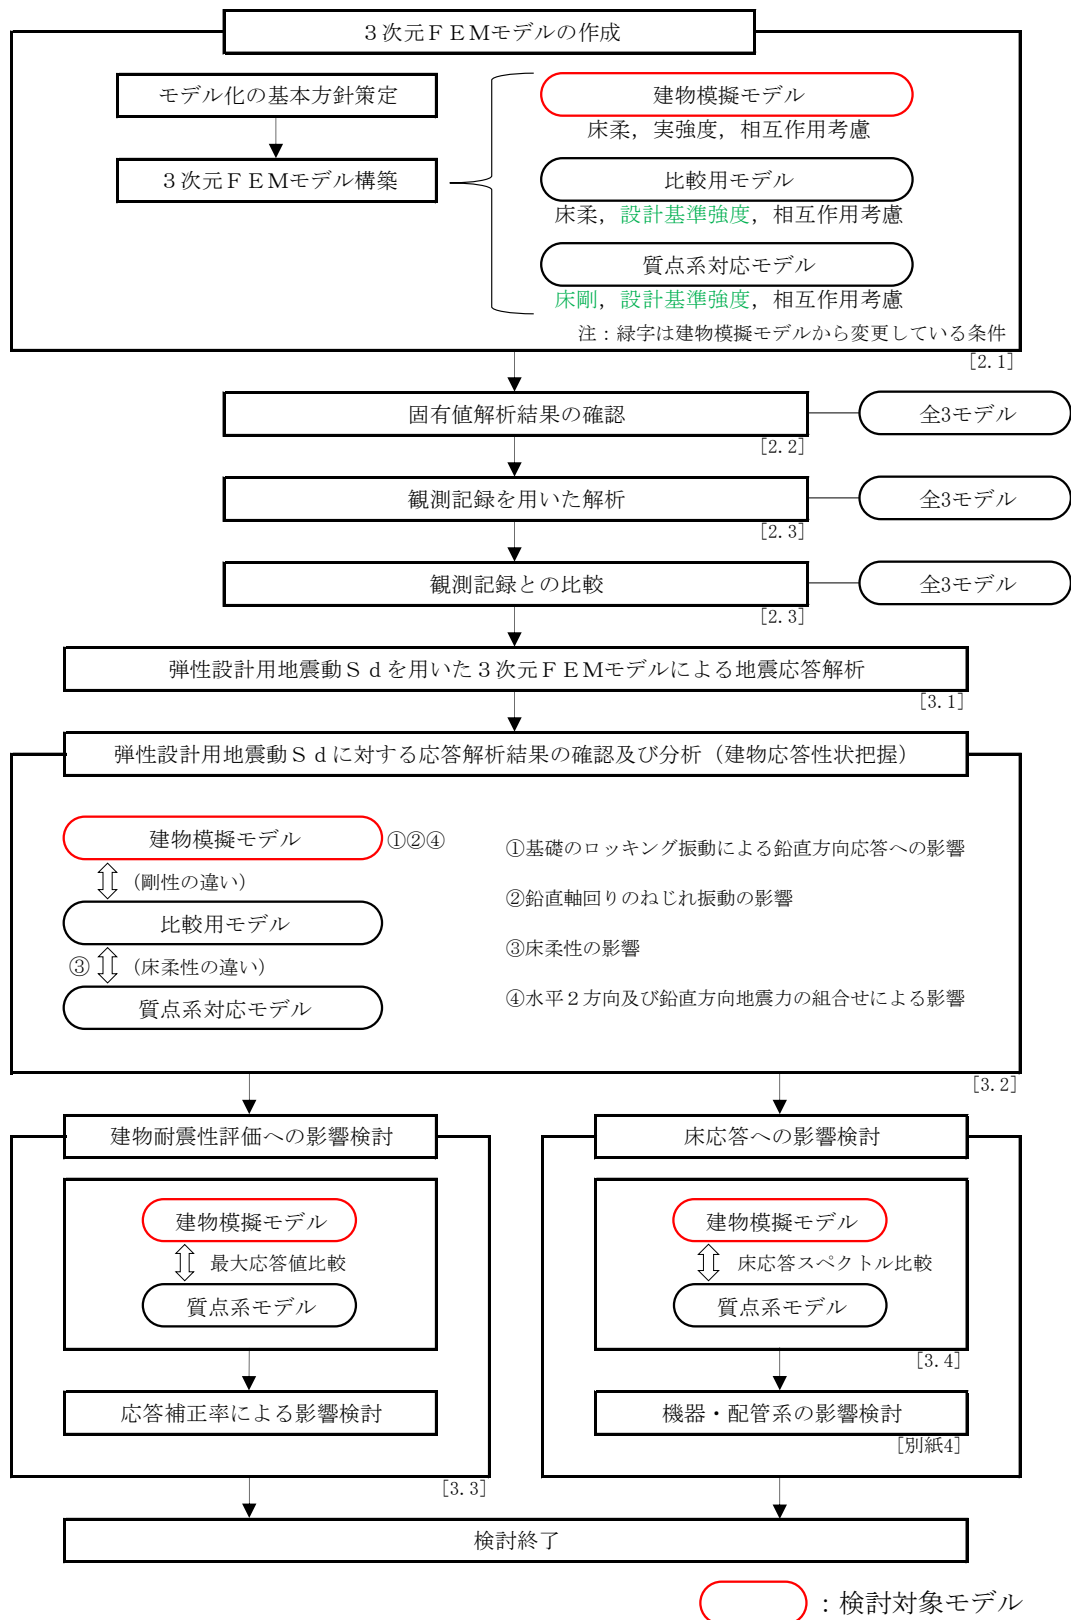 ３次元ＦＥＭモデルの作成
モデル化の基本方針策定
３次元ＦＥＭモデル構築
建物模擬モデル
床柔，実強度，相互作用考慮
比較用モデル
床柔，設計基準強度，相互作用考慮
質点系対応モデル
床剛，設計基準強度，相互作用考慮
注：緑字は建物模擬モデルから変更している条件
[2.1]
固有値解析結果の確認
全3モデル
[2.2]
観測記録を用いた解析
全3モデル
[2.3]
観測記録との比較
全3モデル
[2.3]
弾性設計用地震動Ｓｄを用いた３次元ＦＥＭモデルによる地震応答解析
[3.1]
弾性設計用地震動Ｓｄに対する応答解析結果の確認及び分析（建物応答性状把握）
建物模擬モデル ①②④
(剛性の違い)
比較用モデル
③ (床柔性の違い)
質点系対応モデル
①基礎のロッキング振動による鉛直方向応答への影響
②鉛直軸回りのねじれ振動の影響
③床柔性の影響
④水平２方向及び鉛直方向地震力の組合せによる影響
[3.2]
建物耐震性評価への影響検討
建物模擬モデル
最大応答値比較
質点系モデル
応答補正率による影響検討
[3.3]
床応答への影響検討
建物模擬モデル
床応答スペクトル比較
質点系モデル
[3.4]
機器・配管系の影響検討
[別紙4]
検討終了
：検討対象モデル